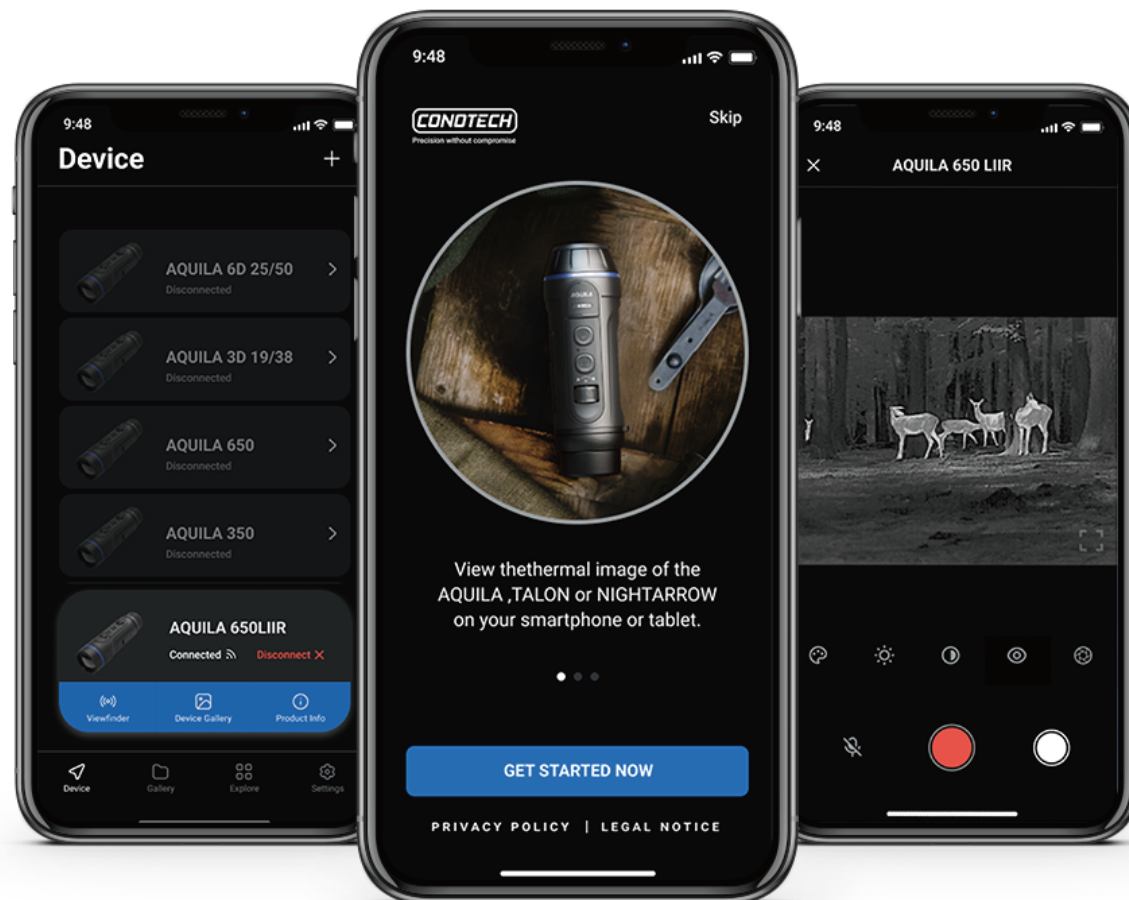 9:48
Device
+
AQUILA 6D 25/50
Disconnected
AQUILA 3D 19/38
Disconnected
AQUILA 650
Disconnected
AQUILA 350
Disconnected
AQUILA 650LIIR
Connected
Disconnect
Viewfinder
Device Gallery
Product Info
Device
Gallery
Explore
Settings
9:48
CONOTECH
Precision without compromise
Skip
AQUILA
View thethermal image of the
AQUILA ,TALON or NIGHTARROW
on your smartphone or tablet.
GET STARTED NOW
PRIVACY POLICY | LEGAL NOTICE
9:48
AQUILA 650 LIIR